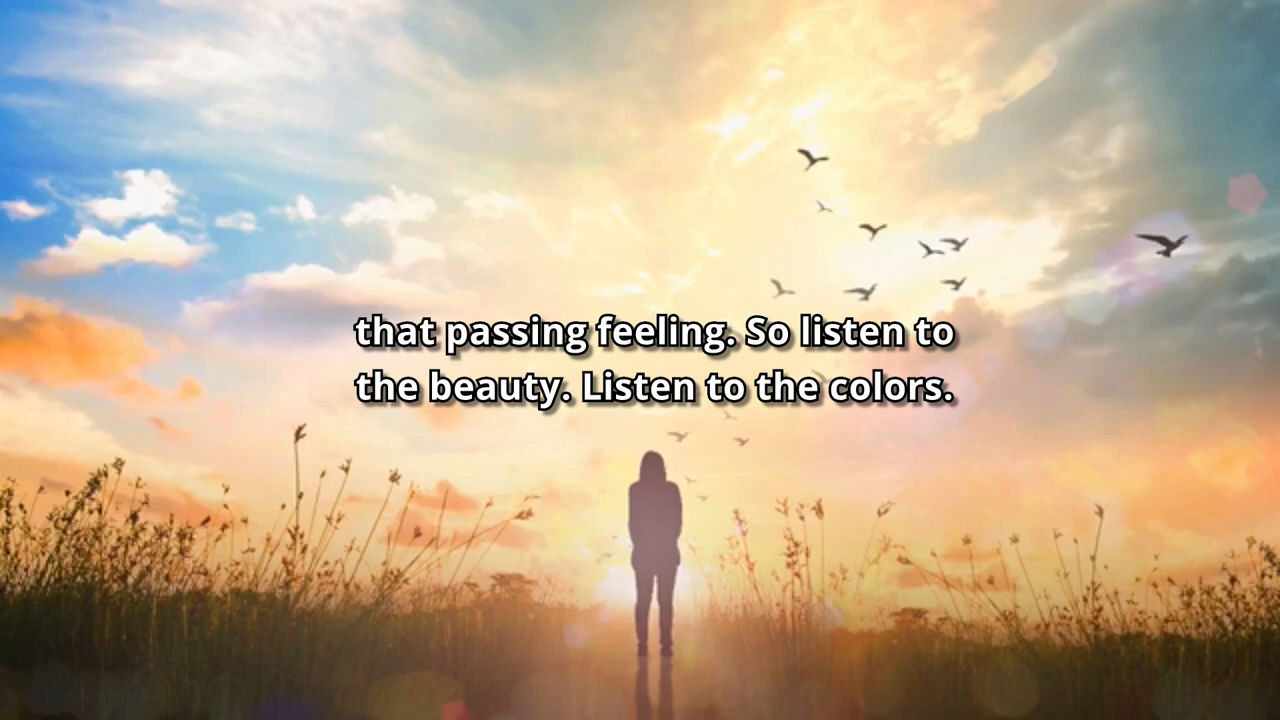 that passing feeling. So listen to
the beauty. Listen to the colors.